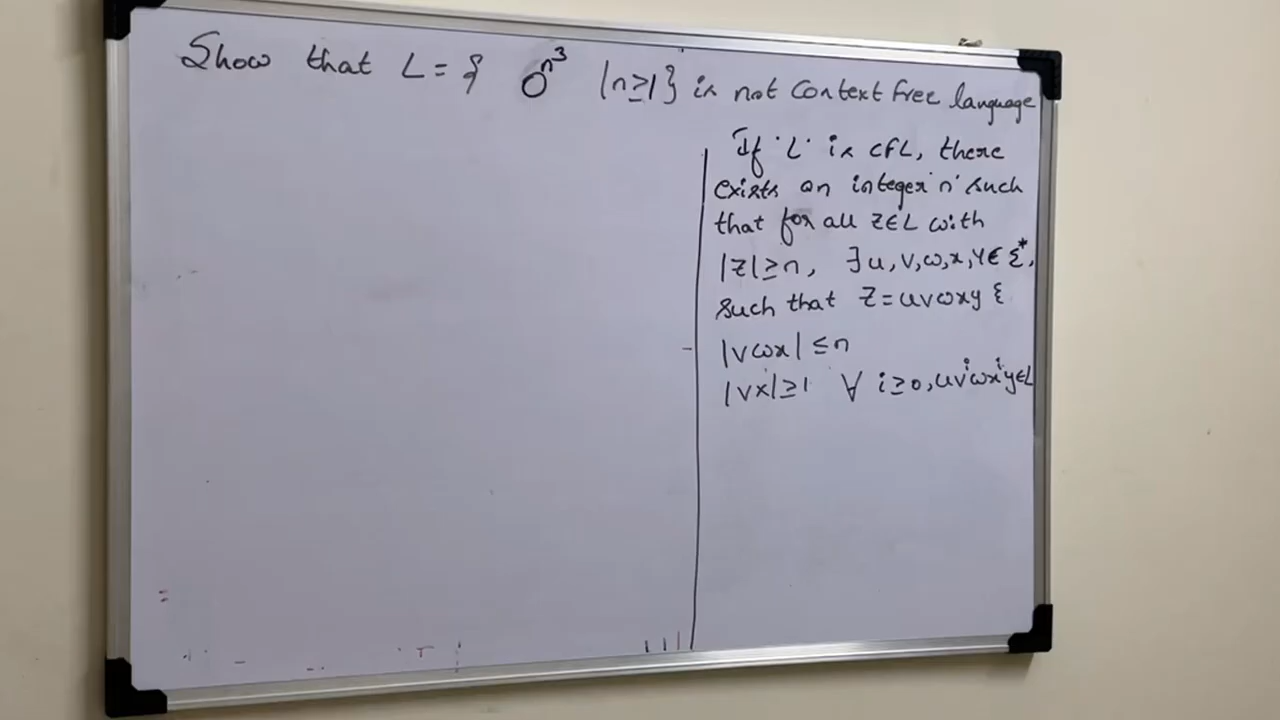 Show that L = { 0^{n^3} | n≥1} is not Context free language
If 'L' is CFL, there
exists an integer 'n' such
that for all z∈L with
|z|≥n, ∃ u,v,w,x,y∈ Σ*,
such that z = uvwxy &
|vwx| ≤ n
|vx|≥1 ∀ i≥0, uv^i wx^i y∈L